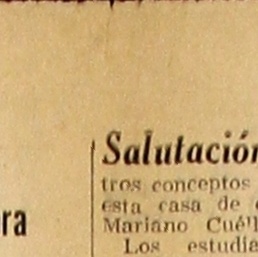 Salutación
tros conceptos
esta casa de
Mariano Cuéll
Los estudia
ra